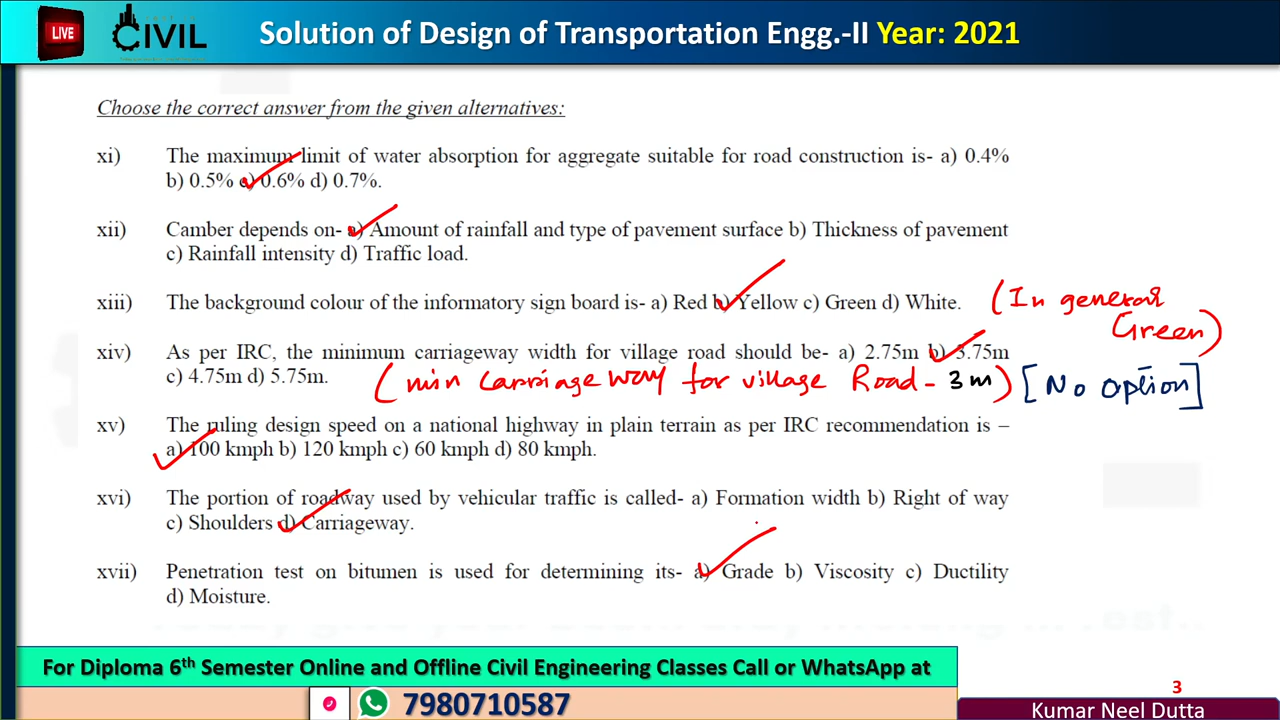 LIVE
CIVIL
Solution of Design of Transportation Engg.-II Year: 2021
Choose the correct answer from the given alternatives:
xi) The maximum limit of water absorption for aggregate suitable for road construction is- a) 0.4%
b) 0.5% c) 0.6% d) 0.7%.
xii) Camber depends on- a) Amount of rainfall and type of pavement surface b) Thickness of pavement
c) Rainfall intensity d) Traffic load.
xiii) The background colour of the informatory sign board is- a) Red b) Yellow c) Green d) White. (In general
Green)
xiv) As per IRC, the minimum carriageway width for village road should be- a) 2.75m b) 3.75m
c) 4.75m d) 5.75m. (min carriage way for village Road - 3m) [No option]
xv) The ruling design speed on a national highway in plain terrain as per IRC recommendation is –
a) 100 kmph b) 120 kmph c) 60 kmph d) 80 kmph.
xvi) The portion of roadway used by vehicular traffic is called- a) Formation width b) Right of way
c) Shoulders d) Carriageway.
xvii) Penetration test on bitumen is used for determining its- a) Grade b) Viscosity c) Ductility
d) Moisture.
For Diploma 6th Semester Online and Offline Civil Engineering Classes Call or WhatsApp at
7980710587
3
Kumar Neel Dutta